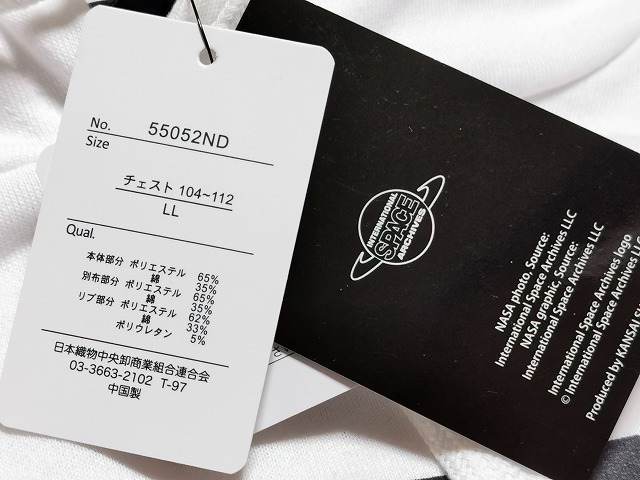 No. 55052ND
Size
チェスト 104~112
LL
Qual.
本体部分 ポリエステル 65%
綿 35%
別布部分 ポリエステル 65%
綿 35%
リブ部分 ポリエステル 62%
綿 33%
ポリウレタン 5%
日本織物中央卸商業組合連合会
03-3663-2102 T-97
中国製
INTERNATIONAL
SPACE
ARCHIVES
NASA photo, Source:
International Space Archives LLC
NASA graphic, Source:
International Space Archives LLC
International Space Archives logo
© International Space Archives
Produced by